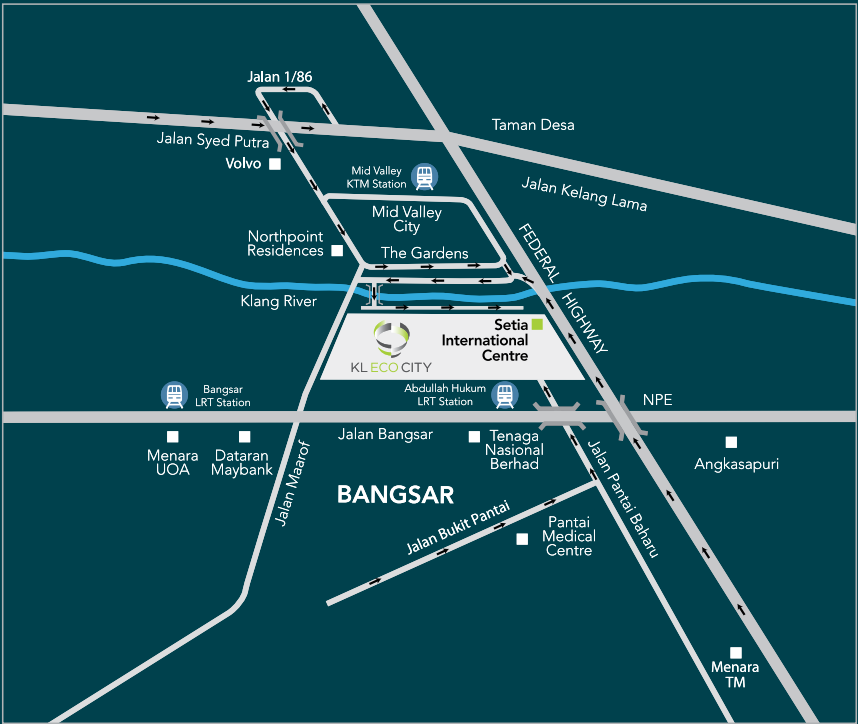 Jalan 1/86
Taman Desa
Jalan Syed Putra
Volvo
Mid Valley
KTM Station
Jalan Kelang Lama
Mid Valley
City
Northpoint
Residences
The Gardens
FEDERAL HIGHWAY
Klang River
Setia
International
Centre
KL ECO CITY
Bangsar
LRT Station
Abdullah Hukum
LRT Station
NPE
Jalan Bangsar
Menara
UOA
Dataran
Maybank
Tenaga
Nasional
Berhad
Angkasapuri
Jalan Maarof
Jalan Pantai Baharu
BANGSAR
Jalan Bukit Pantai
Pantai
Medical
Centre
Menara
TM